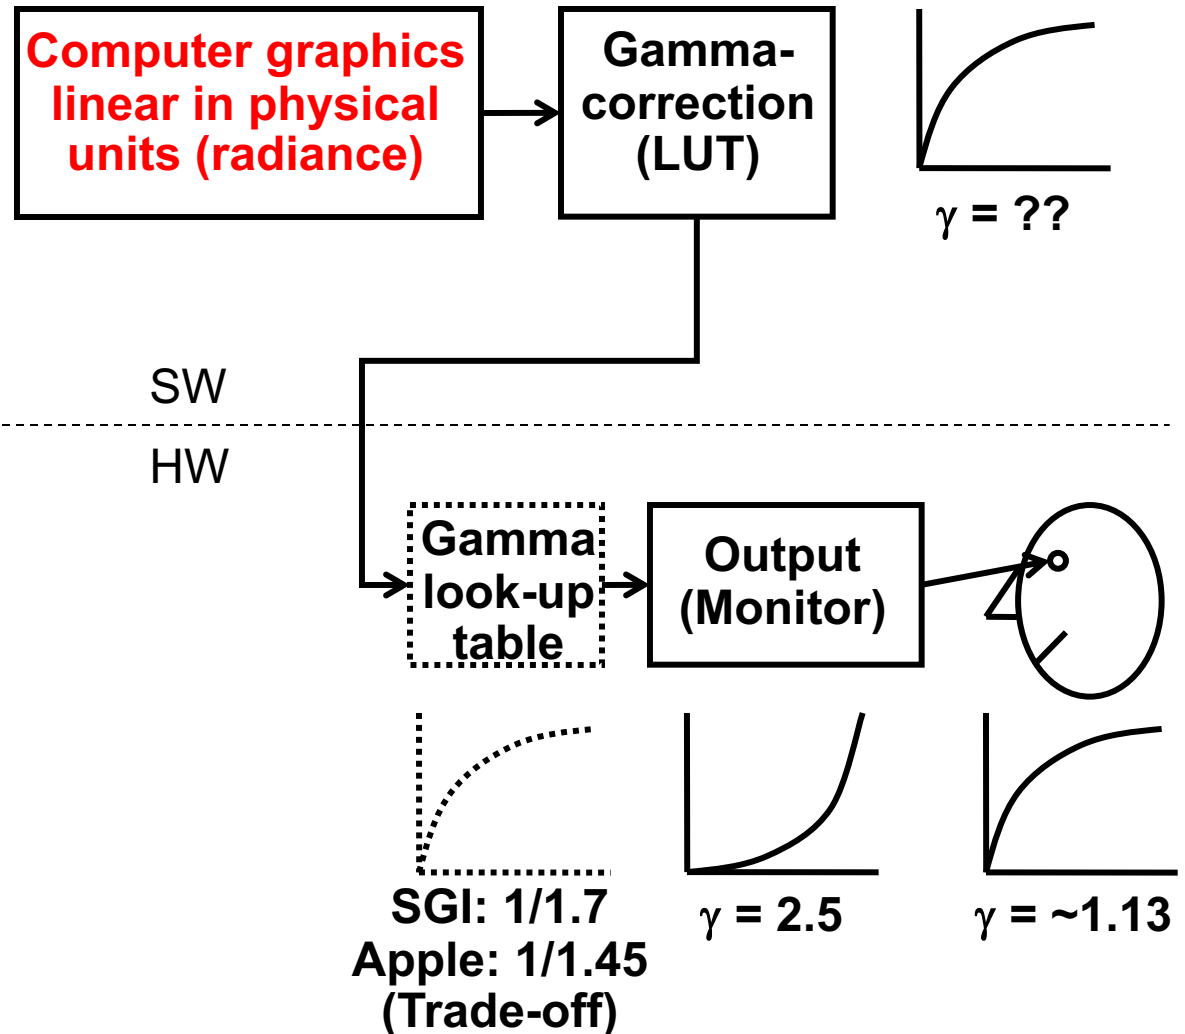 Computer graphics
linear in physical
units (radiance)
Gamma-
correction
(LUT)
γ = ??
SW
HW
Gamma
look-up
table
Output
(Monitor)
SGI: 1/1.7
Apple: 1/1.45
(Trade-off)
γ = 2.5
γ = ~1.13